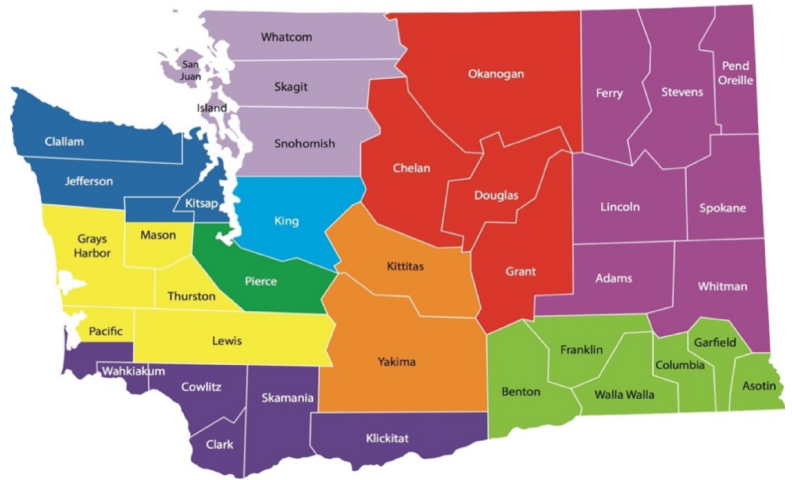 Whatcom
San
Juan
Skagit
Island
Snohomish
Okanogan
Ferry
Stevens
Pend
Oreille
Clallam
Jefferson
Kitsap
Chelan
Douglas
Lincoln
Spokane
King
Grays
Harbor
Mason
Pierce
Kittitas
Grant
Adams
Whitman
Thurston
Pacific
Lewis
Yakima
Franklin
Garfield
Columbia
Benton
Walla Walla
Asotin
Wahkiakum
Cowlitz
Skamania
Clark
Klickitat